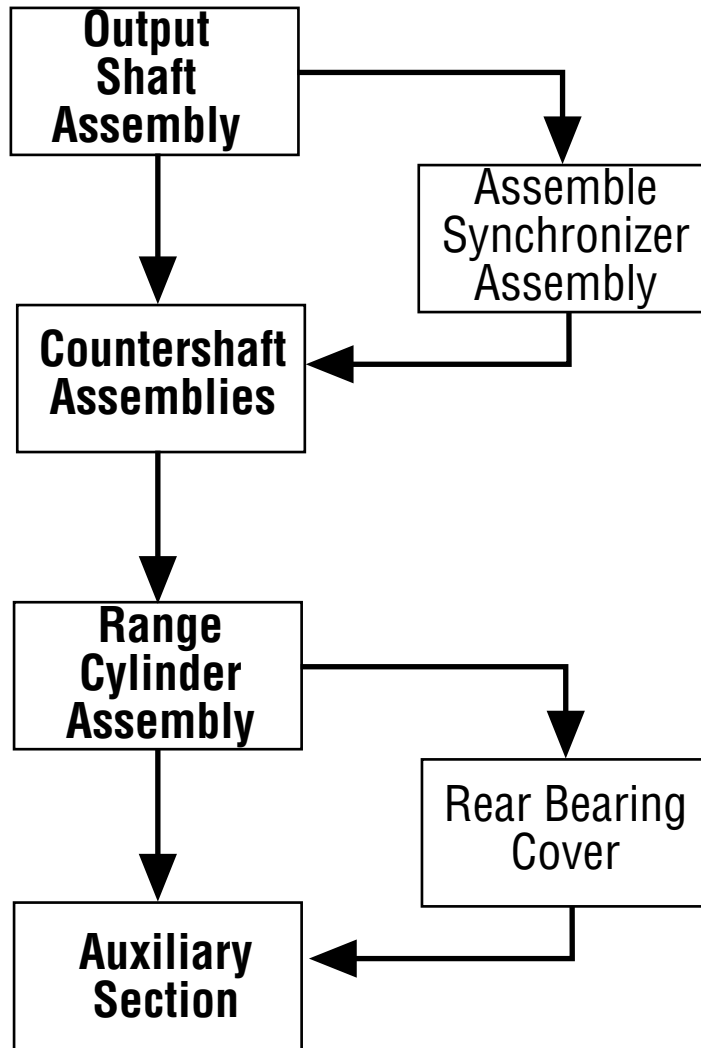 Output
Shaft
Assembly
Assemble
Synchronizer
Assembly
Countershaft
Assemblies
Range
Cylinder
Assembly
Rear Bearing
Cover
Auxiliary
Section